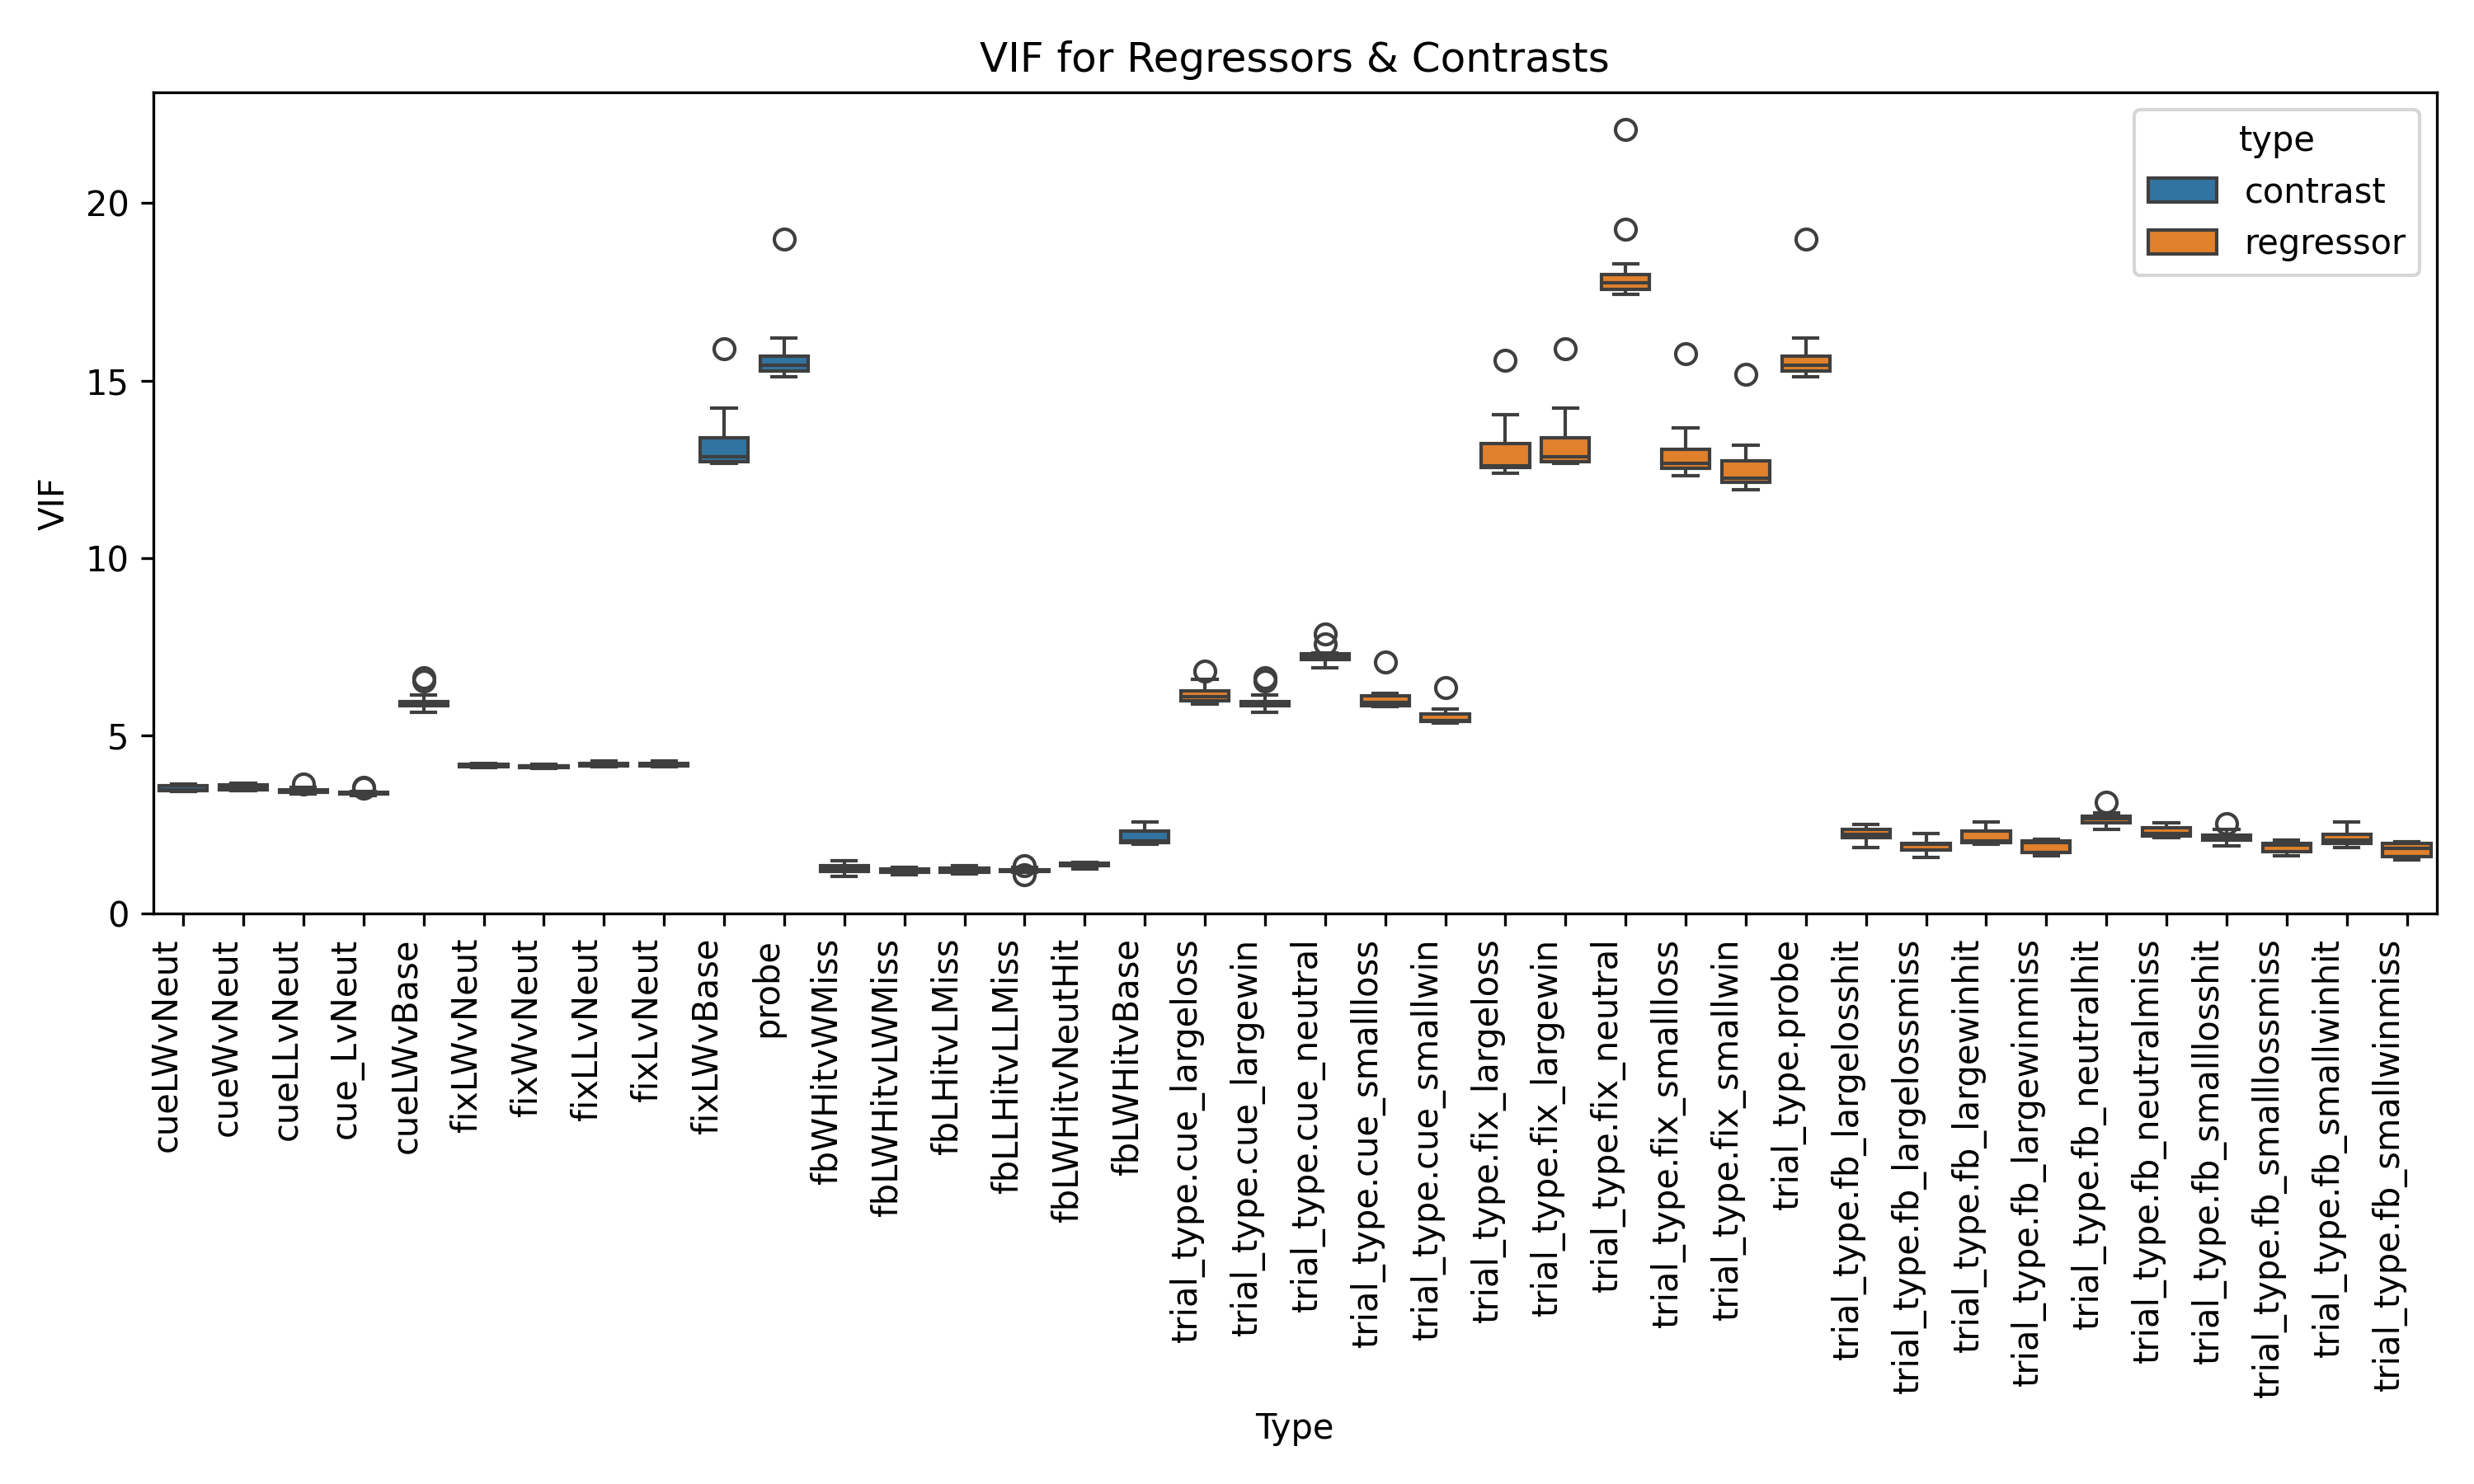 VIF for Regressors & Contrasts
VIF
20
15
10
5
0
type
contrast
regressor
cueLWvNeut
cueWvNeut
cueLLvNeut
cue_LvNeut
cueLWvBase
fixLWvNeut
fixWvNeut
fixLLvNeut
fixLvNeut
fixLWvBase
probe
fbWHitvWMiss
fbLWHitvLWMiss
fbLHitvLMiss
fbLLHitvLLMiss
fbLWHitvNeutHit
fbLWHitvBase
trial_type.cue_largeloss
trial_type.cue_largewin
trial_type.cue_neutral
trial_type.cue_smallloss
trial_type.cue_smallwin
trial_type.fix_largeloss
trial_type.fix_largewin
trial_type.fix_neutral
trial_type.fix_smallloss
trial_type.fix_smallwin
trial_type.probe
trial_type.fb_largelosshit
trial_type.fb_largelossmiss
trial_type.fb_largewinhit
trial_type.fb_largewinmiss
trial_type.fb_neutralhit
trial_type.fb_neutralmiss
trial_type.fb_smalllosshit
trial_type.fb_smalllossmiss
trial_type.fb_smallwinhit
trial_type.fb_smallwinmiss
Type